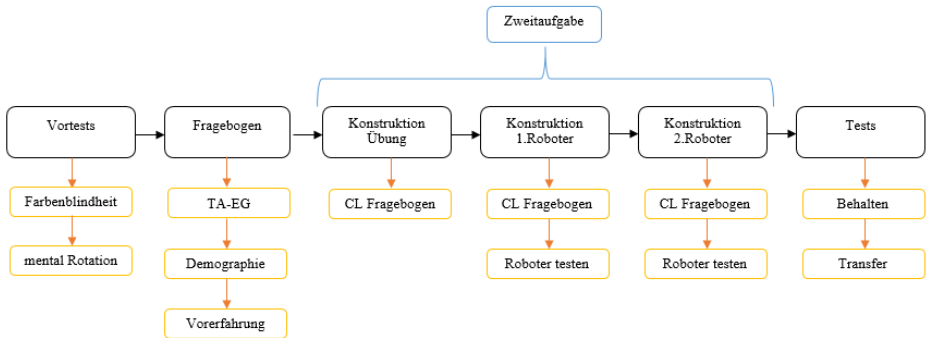 Zweitaufgabe
Vortests
Fragebogen
Konstruktion
Übung
Konstruktion
1.Roboter
Konstruktion
2.Roboter
Tests
Farbenblindheit
TA-EG
CL Fragebogen
CL Fragebogen
CL Fragebogen
Behalten
mental Rotation
Demographie
Roboter testen
Roboter testen
Transfer
Vorerfahrung